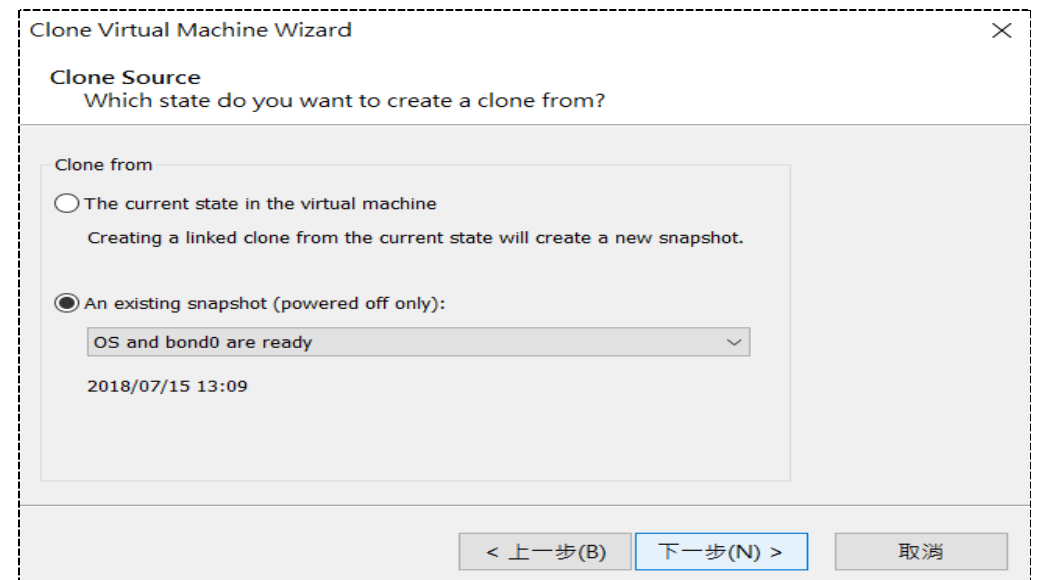 Clone Virtual Machine Wizard
Clone Source
Which state do you want to create a clone from?
Clone from
The current state in the virtual machine
Creating a linked clone from the current state will create a new snapshot.
An existing snapshot (powered off only):
OS and bond0 are ready
2018/07/15 13:09
< 上一步(B) 下一步(N) > 取消